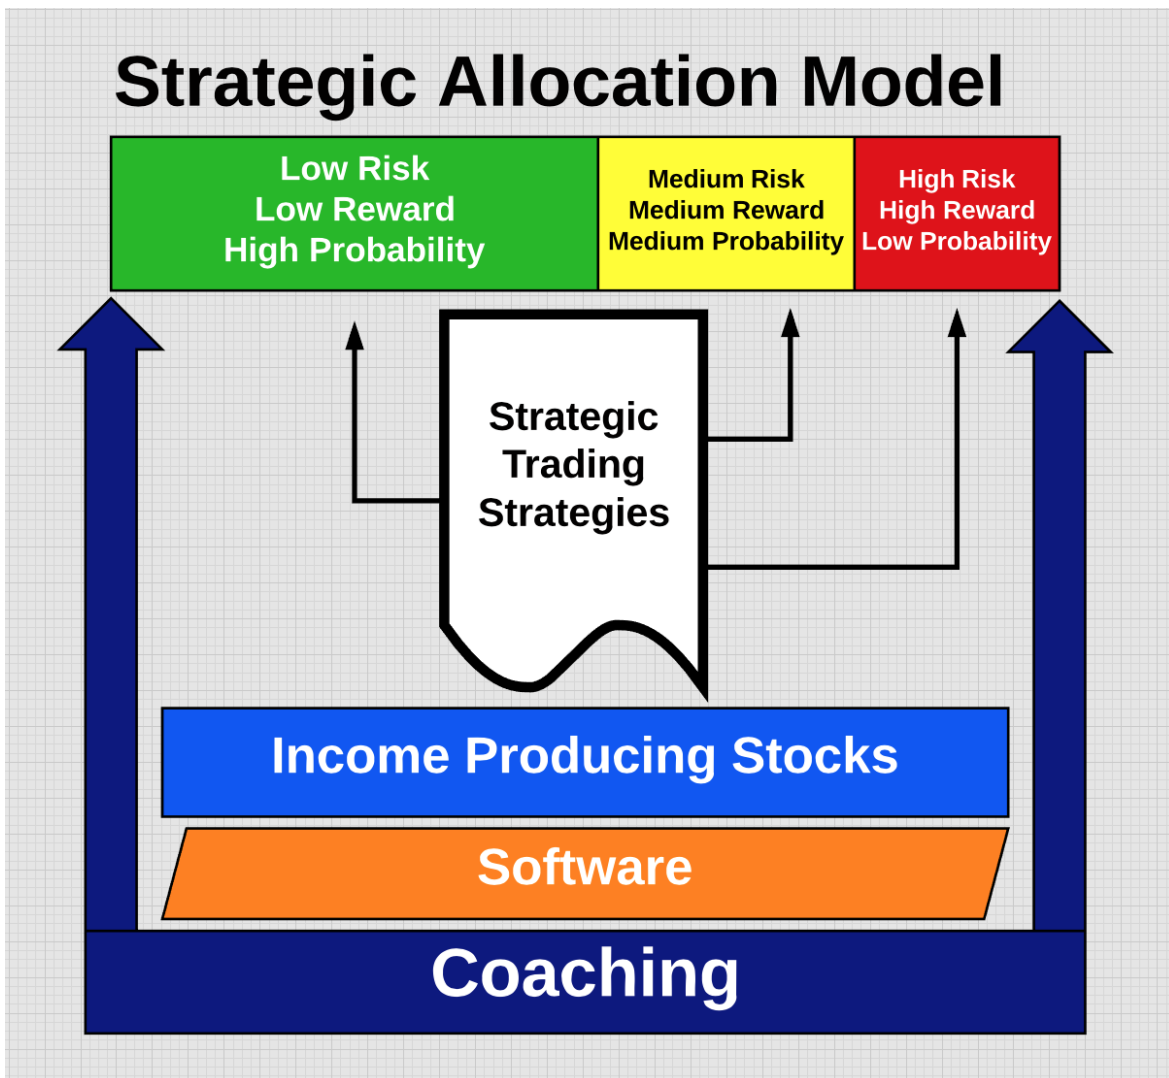 Strategic Allocation Model
Low Risk
Low Reward
High Probability
Medium Risk
Medium Reward
Medium Probability
High Risk
High Reward
Low Probability
Strategic
Trading
Strategies
Income Producing Stocks
Software
Coaching